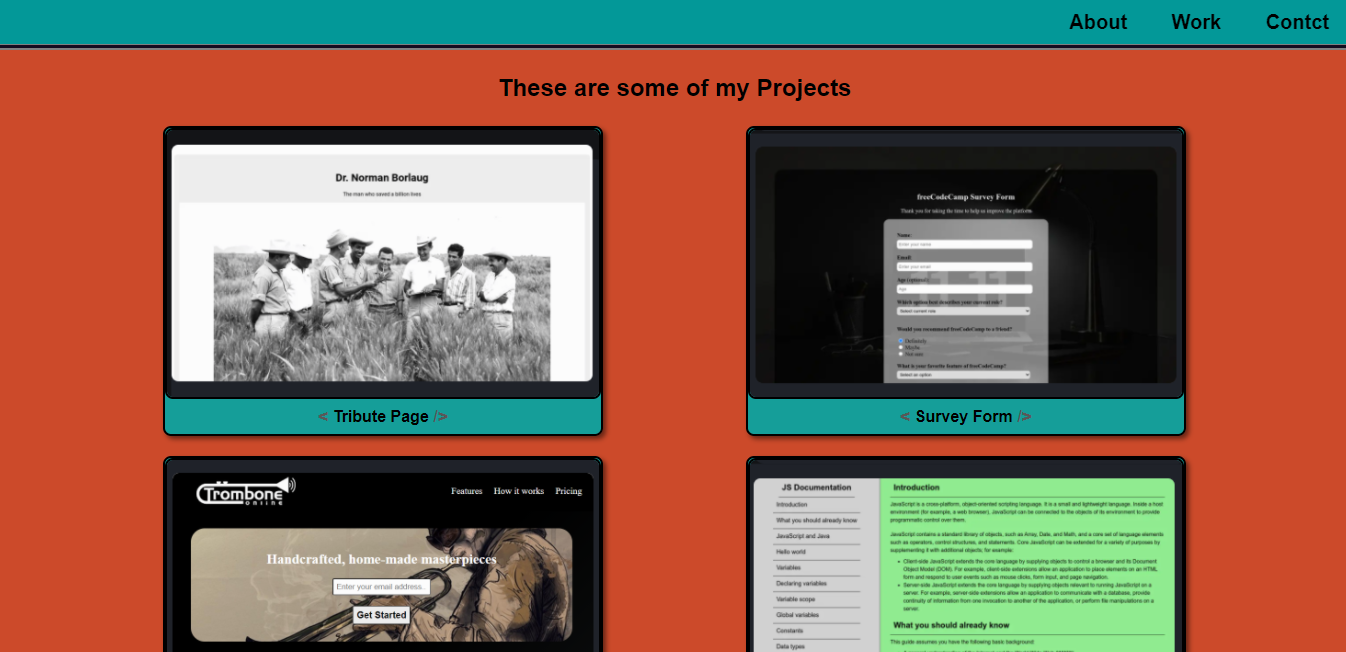 About Work Contct
These are some of my Projects
Dr. Norman Borlaug
The man who saved a billion lives
< Tribute Page />
freeCodeCamp Survey Form
Thank you for taking the time to help us improve the platform.
Name:
Enter your name
Email:
Enter your email
Age (optional):
Age
Which option best describes your current role?
Select current role
Would you recommend freeCodeCamp to a friend?
Definitely
Maybe
Not sure
What is your favorite feature of freeCodeCamp?
Select an option
< Survey Form />
Trombone
ONLINE
Features How it works Pricing
Handcrafted, home-made masterpieces
Enter your email address
Get Started
JS Documentation
Introduction
What you should already know
JavaScript and Java
Hello world
Variables
Declaring variables
Variable scope
Global variables
Constants
Data types
Introduction
JavaScript is a cross-platform, object-oriented scripting language. It is a small and lightweight language. Inside a host
environment (for example, a web browser), JavaScript can be connected to the objects of its environment to provide
programmatic control over them.
JavaScript contains a standard library of objects, such as Array, Date, and Math, and a core set of language elements
such as operators, control structures, and statements. Core JavaScript can be extended for a variety of purposes by
supplementing it with additional objects; for example:
Client-side JavaScript extends the core language by supplying objects to control a browser and its Document
Object Model (DOM). For example, client-side extensions allow an application to place elements on an HTML
form and respond to user events such as mouse clicks, form input, and page navigation.
Server-side JavaScript extends the core language by supplying objects relevant to running JavaScript on a
server. For example, server-side extensions allow an application to communicate with a database, provide
continuity of information from one invocation to another of the application, or perform file manipulations on a
server.
What you should already know
This guide assumes you have the following basic background: